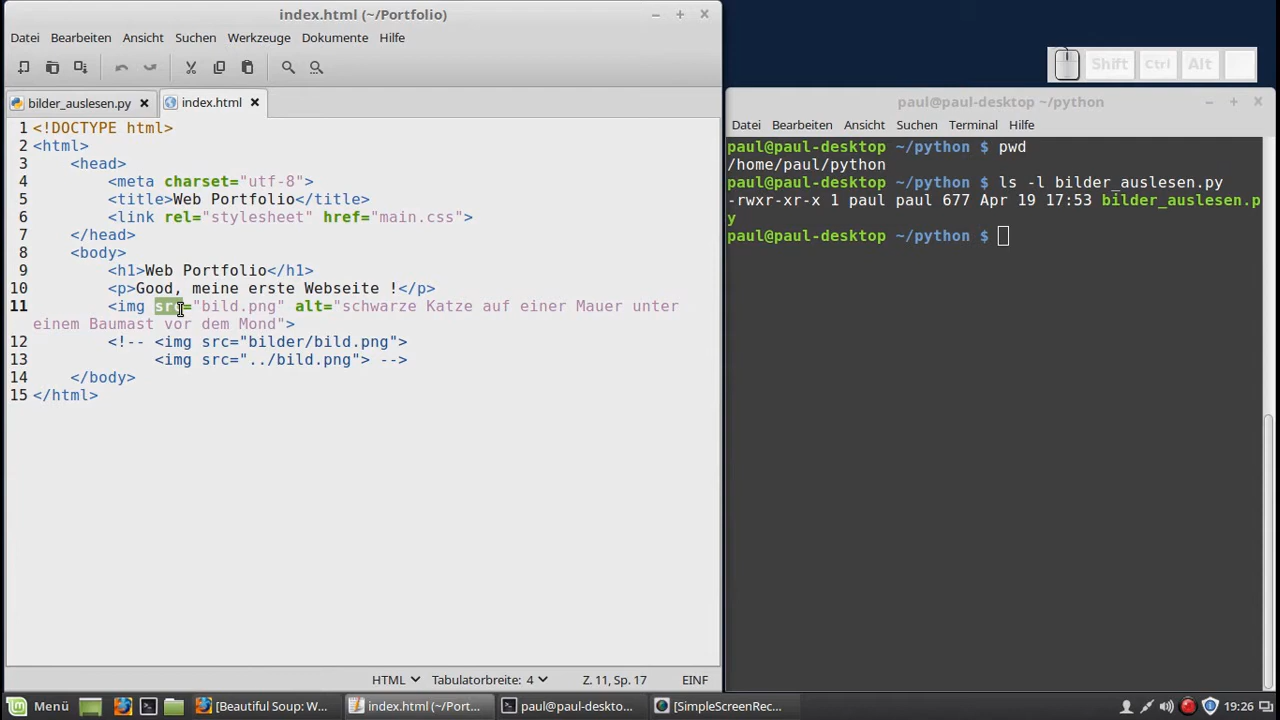 index.html (~/Portfolio)
Datei Bearbeiten Ansicht Suchen Werkzeuge Dokumente Hilfe
bilder_auslesen.py
index.html
1 <!DOCTYPE html>
2 <html>
3 <head>
4 <meta charset="utf-8">
5 <title>Web Portfolio</title>
6 <link rel="stylesheet" href="main.css">
7 </head>
8 <body>
9 <h1>Web Portfolio</h1>
10 <p>Good, meine erste Webseite !</p>
11 <img src="bild.png" alt="schwarze Katze auf einer Mauer unter
einem Baumast vor dem Mond">
12 <!-- <img src="bilder/bild.png">
13 <img src="../bild.png"> -->
14 </body>
15 </html>
HTML Tabulatorbreite: 4 Z. 11, Sp. 17 EINF
Shift Ctrl Alt
paul@paul-desktop ~/python
Datei Bearbeiten Ansicht Suchen Terminal Hilfe
paul@paul-desktop ~/python $ pwd
/home/paul/python
paul@paul-desktop ~/python $ ls -l bilder_auslesen.py
-rwxr-xr-x 1 paul paul 677 Apr 19 17:53 bilder_auslesen.p
y
paul@paul-desktop ~/python $
Menü [Beautiful Soup: W... index.html (~/Port... paul@paul-deskto... [SimpleScreenRec... 19:26